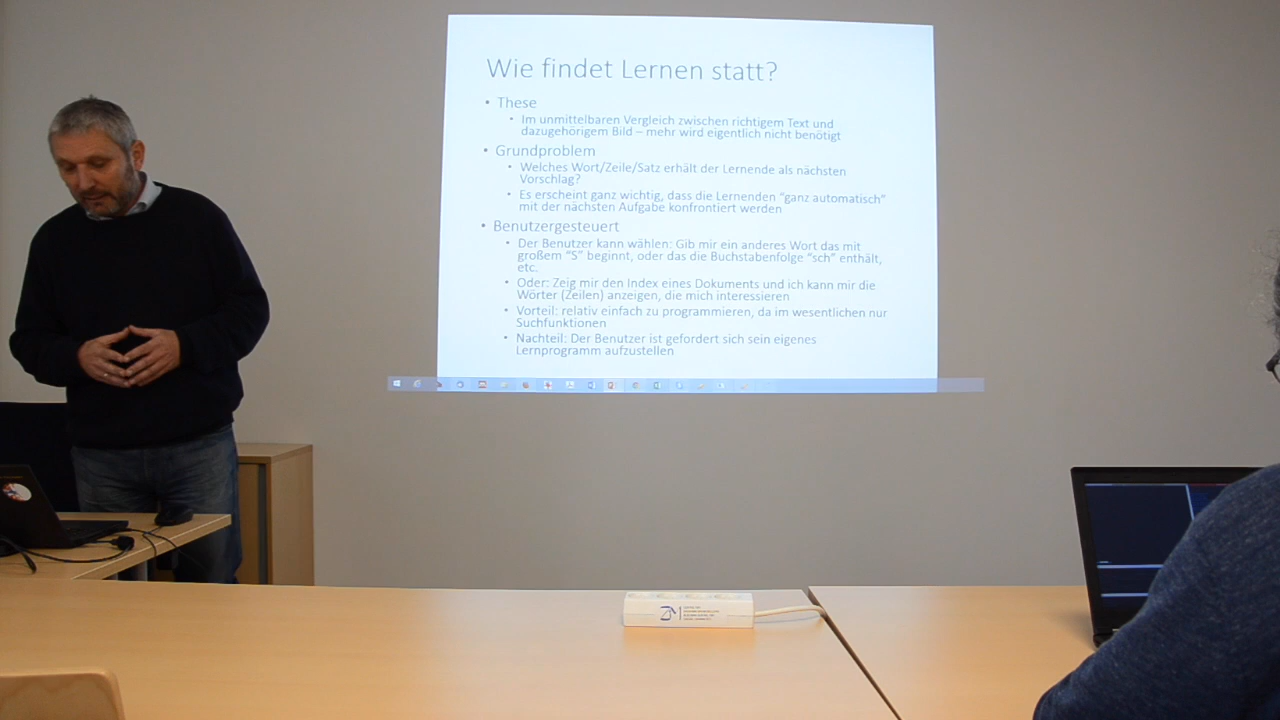 Wie findet Lernen statt?
• These
• Im unmittelbaren Vergleich zwischen richtigem Text und
dazugehörigem Bild – mehr wird eigentlich nicht benötigt
• Grundproblem
• Welches Wort/Zeile/Satz erhält der Lernende als nächsten
Vorschlag?
• Es erscheint ganz wichtig, dass die Lernenden "ganz automatisch"
mit der nächsten Aufgabe konfrontiert werden
• Benutzergesteuert
• Der Benutzer kann wählen: Gib mir ein anderes Wort das mit
großem "S" beginnt, oder das die Buchstabenfolge "sch" enthält,
etc.
• Oder: Zeig mir den Index eines Dokuments und ich kann mir die
Wörter (Zeilen) anzeigen, die mich interessieren
• Vorteil: relativ einfach zu programmieren, da im wesentlichen nur
Suchfunktionen
• Nachteil: Der Benutzer ist gefordert sich sein eigenes
Lernprogramm aufzustellen